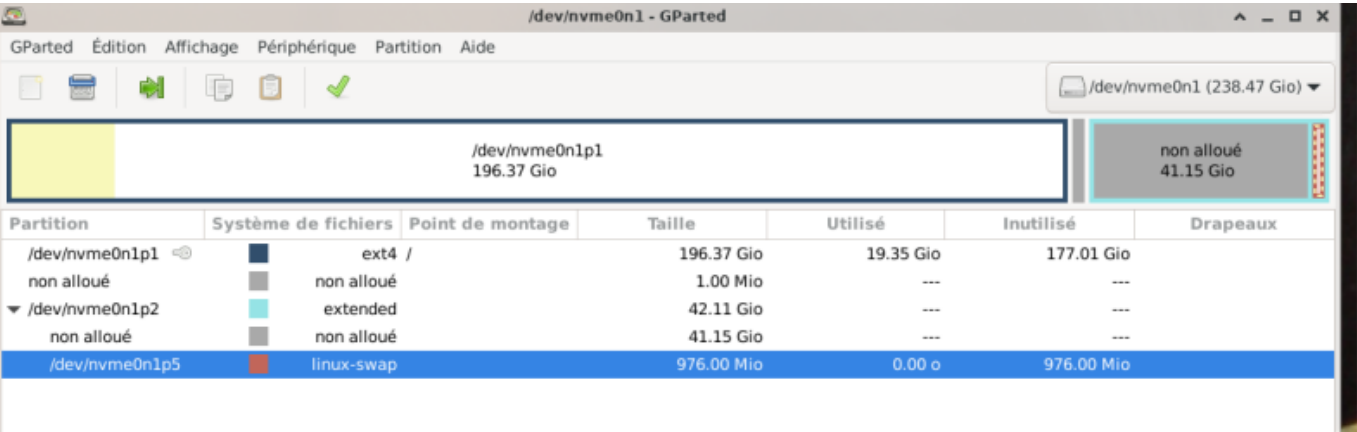 /dev/nvme0n1 - GParted
GParted Édition Affichage Périphérique Partition Aide
/dev/nvme0n1 (238.47 Gio)
/dev/nvme0n1p1
196.37 Gio
non alloué
41.15 Gio
Partition Système de fichiers Point de montage Taille Utilisé Inutilisé Drapeaux
/dev/nvme0n1p1 ext4 / 196.37 Gio 19.35 Gio 177.01 Gio
non alloué non alloué 1.00 Mio --- ---
/dev/nvme0n1p2 extended 42.11 Gio --- ---
non alloué non alloué 41.15 Gio --- ---
/dev/nvme0n1p5 linux-swap 976.00 Mio 0.00 o 976.00 Mio